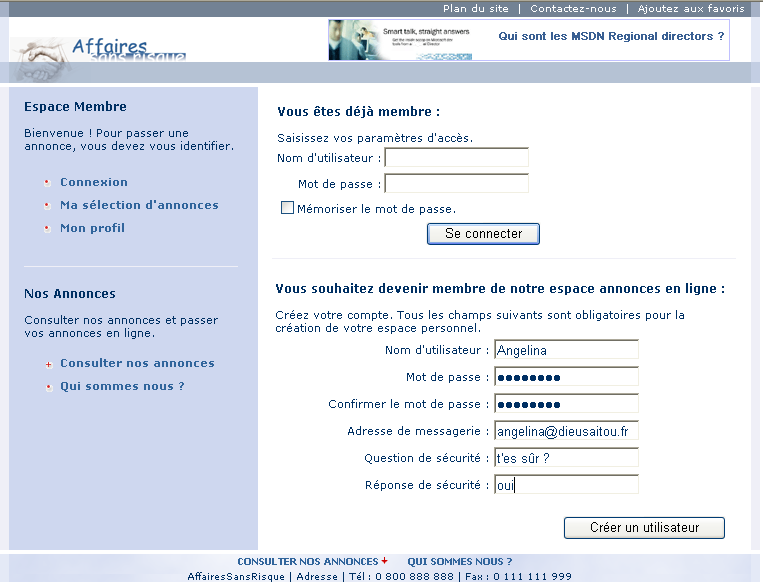 Plan du site | Contactez-nous | Ajoutez aux favoris
Affaires
sans risque
Smart talk, straight answers
Qui sont les MSDN Regional directors ?
Espace Membre
Bienvenue ! Pour passer une
annonce, vous devez vous identifier.
Connexion
Ma sélection d'annonces
Mon profil
Nos Annonces
Consulter nos annonces et passer
vos annonces en ligne.
Consulter nos annonces
Qui sommes nous ?
Vous êtes déjà membre :
Saisissez vos paramètres d'accès.
Nom d'utilisateur :
Mot de passe :
Mémoriser le mot de passe.
Se connecter
Vous souhaitez devenir membre de notre espace annonces en ligne :
Créez votre compte. Tous les champs suivants sont obligatoires pour la
création de votre espace personnel.
Nom d'utilisateur : Angelina
Mot de passe : ●●●●●●●●
Confirmer le mot de passe : ●●●●●●●●
Adresse de messagerie : angelina@dieusaitou.fr
Question de sécurité : t'es sûr ?
Réponse de sécurité : oui
Créer un utilisateur
CONSULTER NOS ANNONCES QUI SOMMES NOUS ?
AffairesSansRisque | Adresse | Tél : 0 800 888 888 | Fax : 0 111 111 999